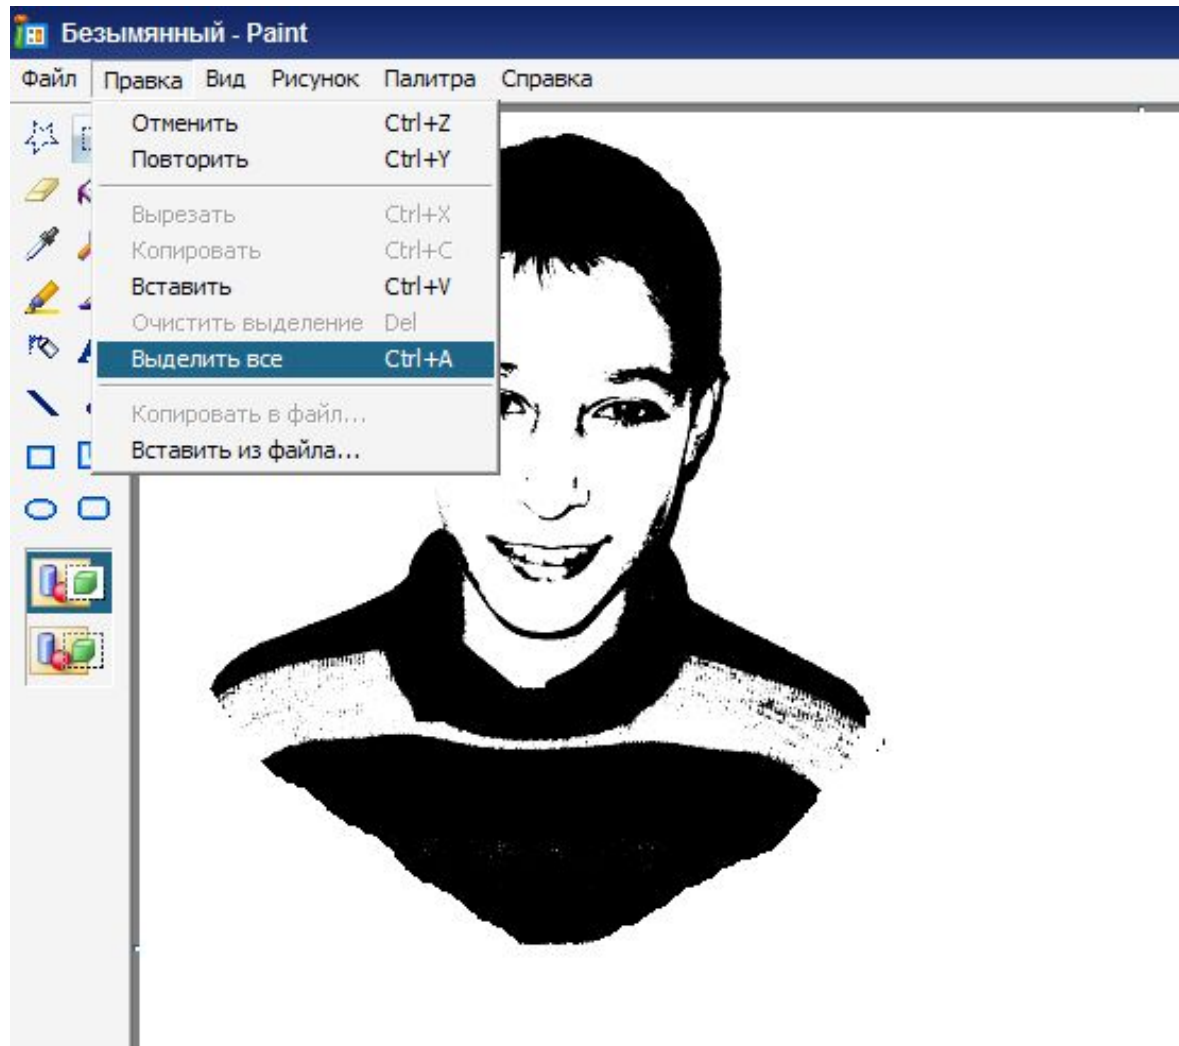 Безымянный - Paint
Файл Правка Вид Рисунок Палитра Справка
Отменить Ctrl+Z
Повторить Ctrl+Y
Вырезать Ctrl+X
Копировать Ctrl+C
Вставить Ctrl+V
Очистить выделение Del
Выделить все Ctrl+A
Копировать в файл...
Вставить из файла...